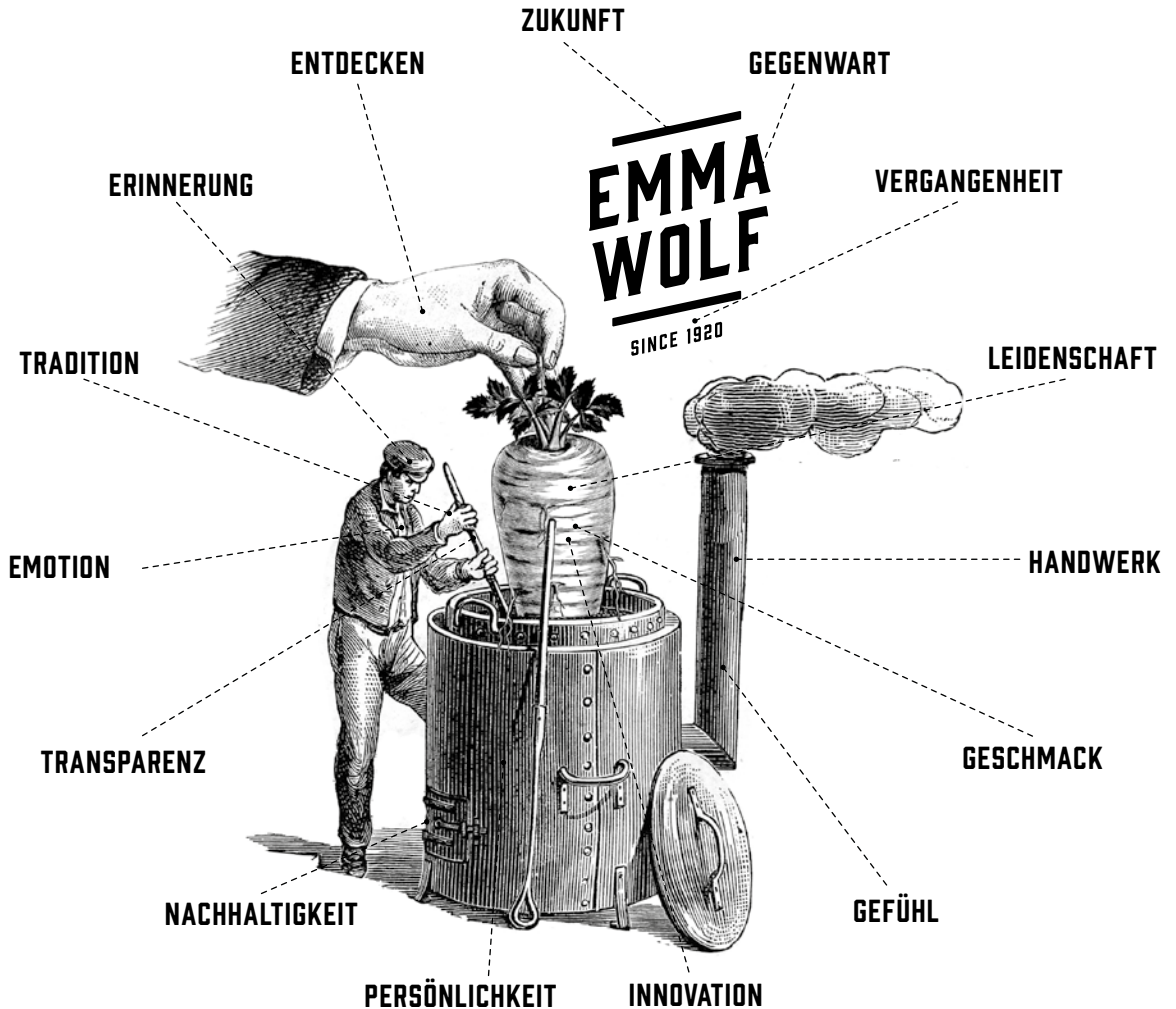 ZUKUNFT
ENTDECKEN
GEGENWART
EMMA
WOLF
SINCE 1920
ERINNERUNG
VERGANGENHEIT
TRADITION
LEIDENSCHAFT
EMOTION
HANDWERK
TRANSPARENZ
GESCHMACK
NACHHALTIGKEIT
GEFÜHL
PERSÖNLICHKEIT
INNOVATION